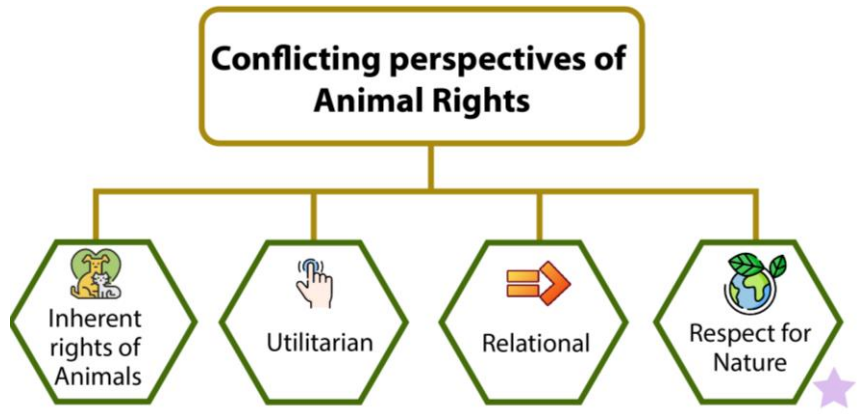 Conflicting perspectives of
Animal Rights
Inherent
rights of
Animals
Utilitarian
Relational
Respect for
Nature